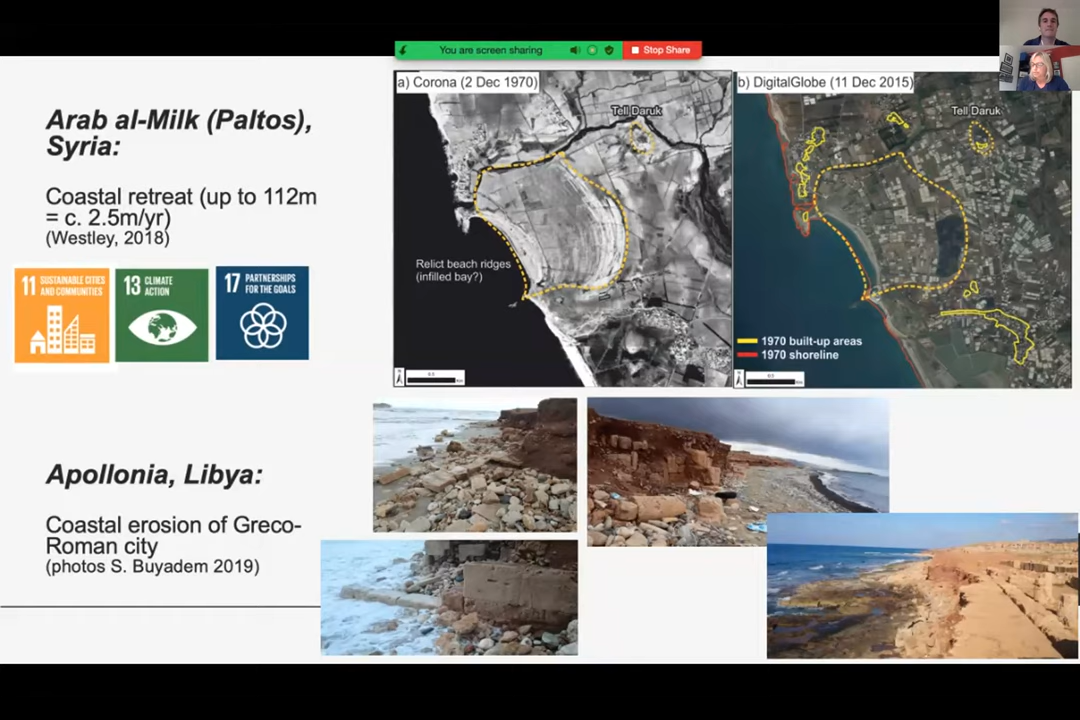 You are screen sharing
Stop Share
Arab al-Milk (Paltos),
Syria:
Coastal retreat (up to 112m
= c. 2.5m/yr)
(Westley, 2018)
11 SUSTAINABLE CITIES
AND COMMUNITIES
13 CLIMATE
ACTION
17 PARTNERSHIPS
FOR THE GOALS
a) Corona (2 Dec 1970)
Tell Daruk
Relict beach ridges
(infilled bay?)
b) DigitalGlobe (11 Dec 2015)
Tell Daruk
1970 built-up areas
1970 shoreline
Apollonia, Libya:
Coastal erosion of Greco-
Roman city
(photos S. Buyadem 2019)